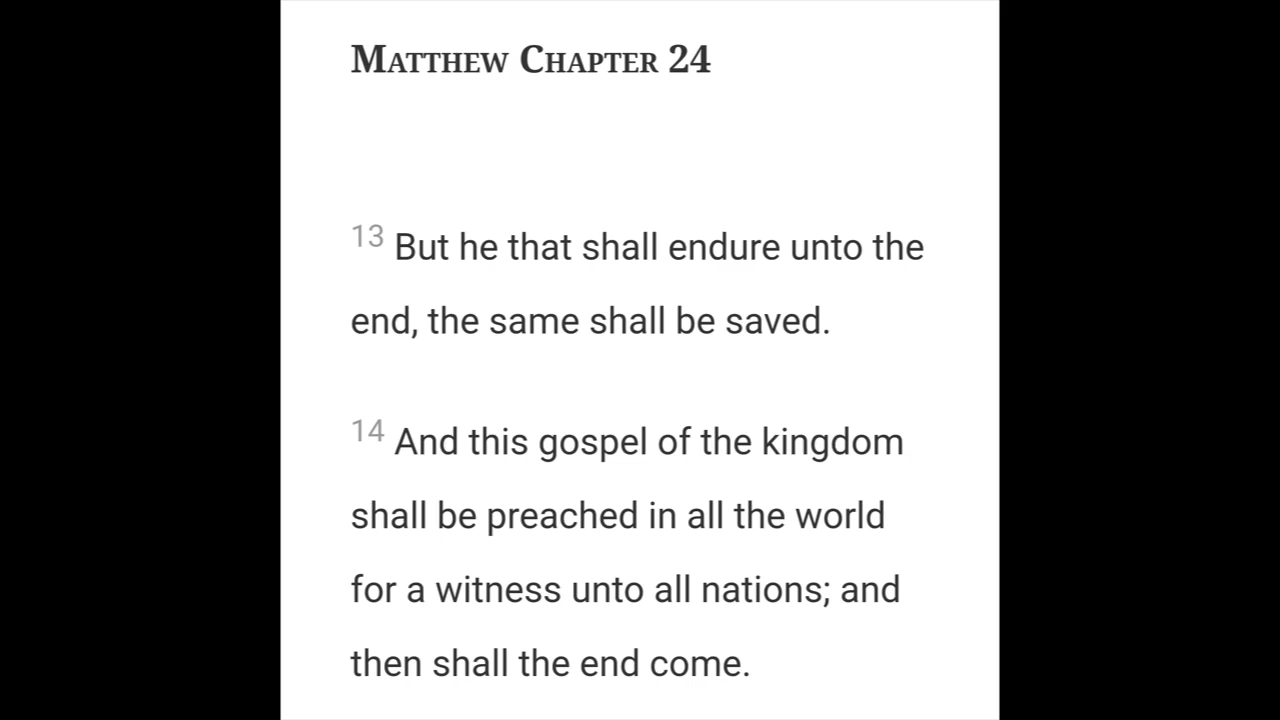 Matthew Chapter 24
13 But he that shall endure unto the
end, the same shall be saved.
14 And this gospel of the kingdom
shall be preached in all the world
for a witness unto all nations; and
then shall the end come.